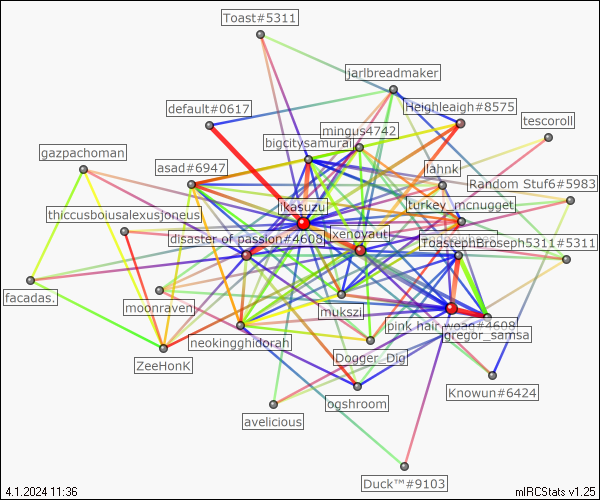 Toast#5311
jarlbreadmaker
default#0617
Heighleaigh#8575
tescoroll
mingus4742
bigcitysamurai
gazpachoman
asad#6947
lahnk
Random Stuf6#5983
ikasuzu
turkey_mcnugget
thiccusboiusalexusjoneus
xenoyaut
disaster of passion#4608
ToastephBroseph5311#5311
facadas.
moonraven
mukszi
pink hair woao#4608
gregor_samsa
neokingghidorah
ZeeHonK
Dogger_Dig
Knowun#6424
ogshroom
avelicious
Duck™#9103
4.1.2024 11:36
mIRCStats v1.25